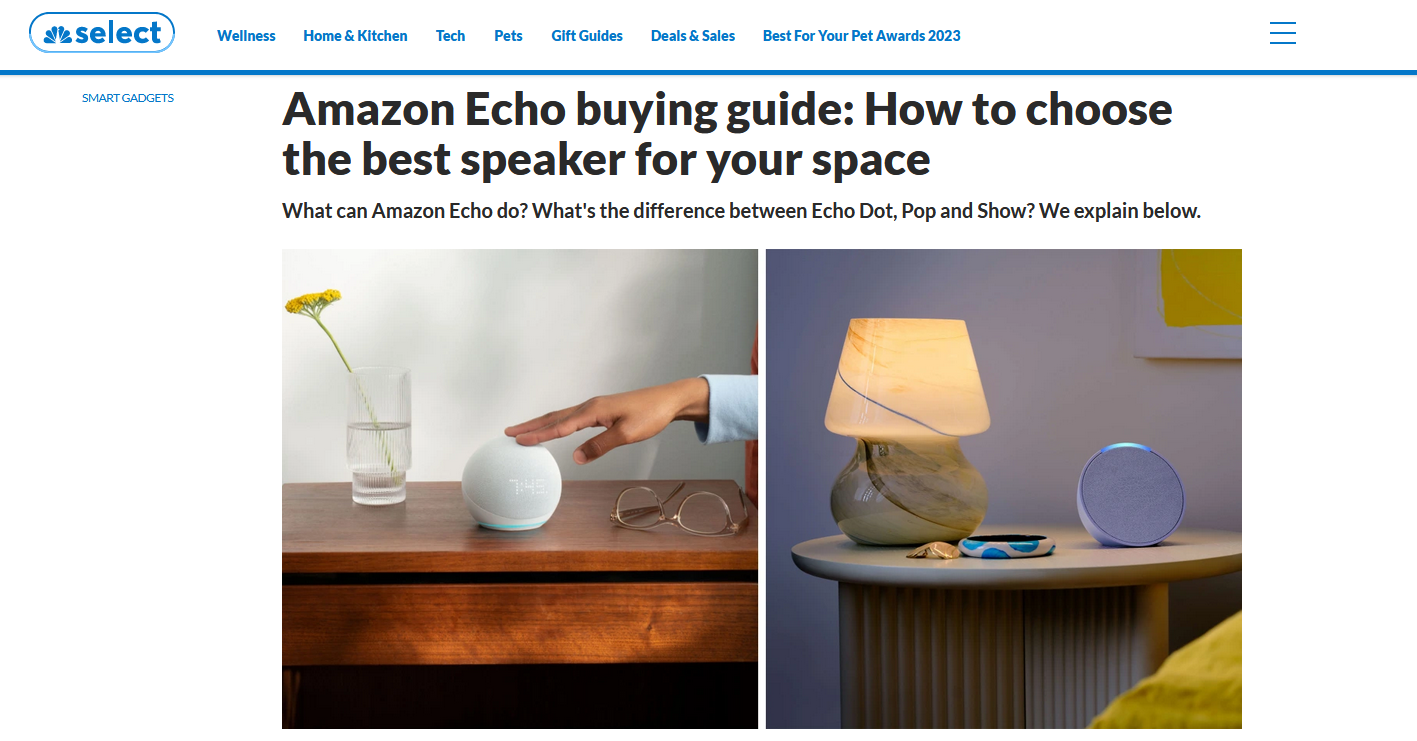 select
Wellness Home & Kitchen Tech Pets Gift Guides Deals & Sales Best For Your Pet Awards 2023
SMART GADGETS
Amazon Echo buying guide: How to choose
the best speaker for your space
What can Amazon Echo do? What's the difference between Echo Dot, Pop and Show? We explain below.
7:45